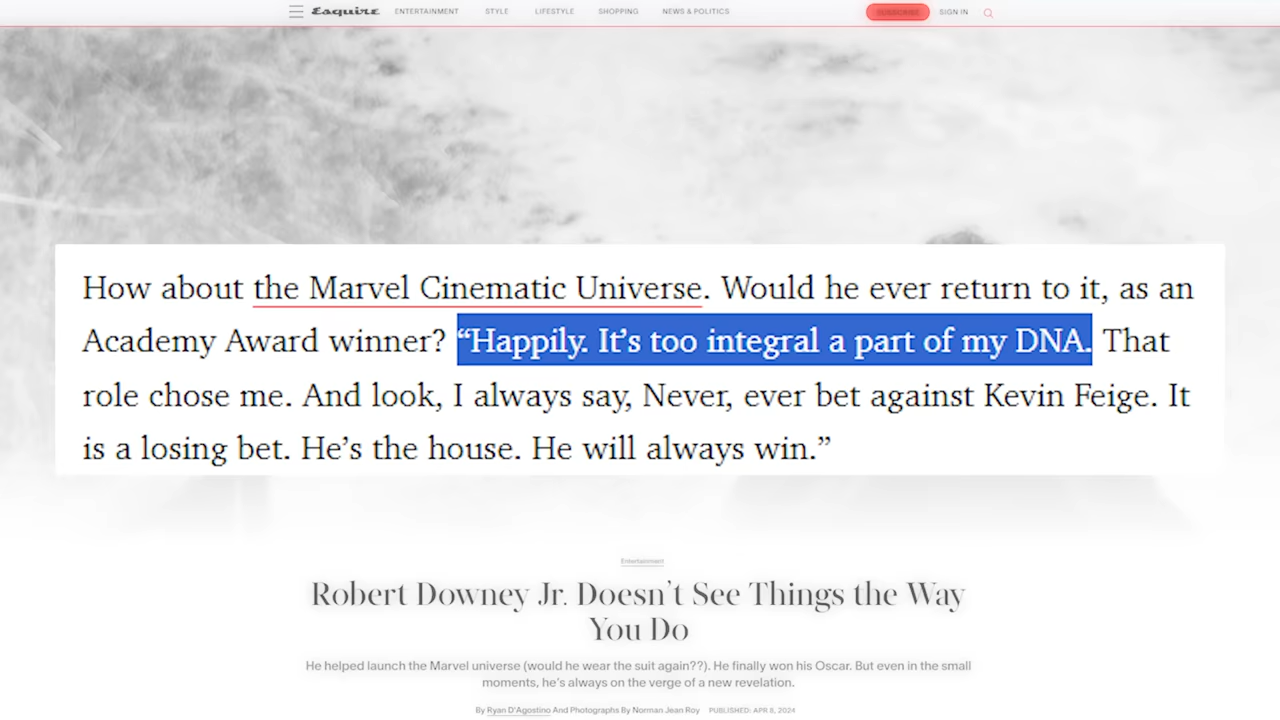 Esquire ENTERTAINMENT STYLE LIFESTYLE SHOPPING NEWS & POLITICS SUBSCRIBE SIGN IN
How about the Marvel Cinematic Universe. Would he ever return to it, as an
Academy Award winner? “Happily. It’s too integral a part of my DNA. That
role chose me. And look, I always say, Never, ever bet against Kevin Feige. It
is a losing bet. He’s the house. He will always win.”
Entertainment
Robert Downey Jr. Doesn’t See Things the Way
You Do
He helped launch the Marvel universe (would he wear the suit again??). He finally won his Oscar. But even in the small
moments, he’s always on the verge of a new revelation.
By Ryan D'Agostino And Photographs By Norman Jean Roy PUBLISHED: APR 8, 2024